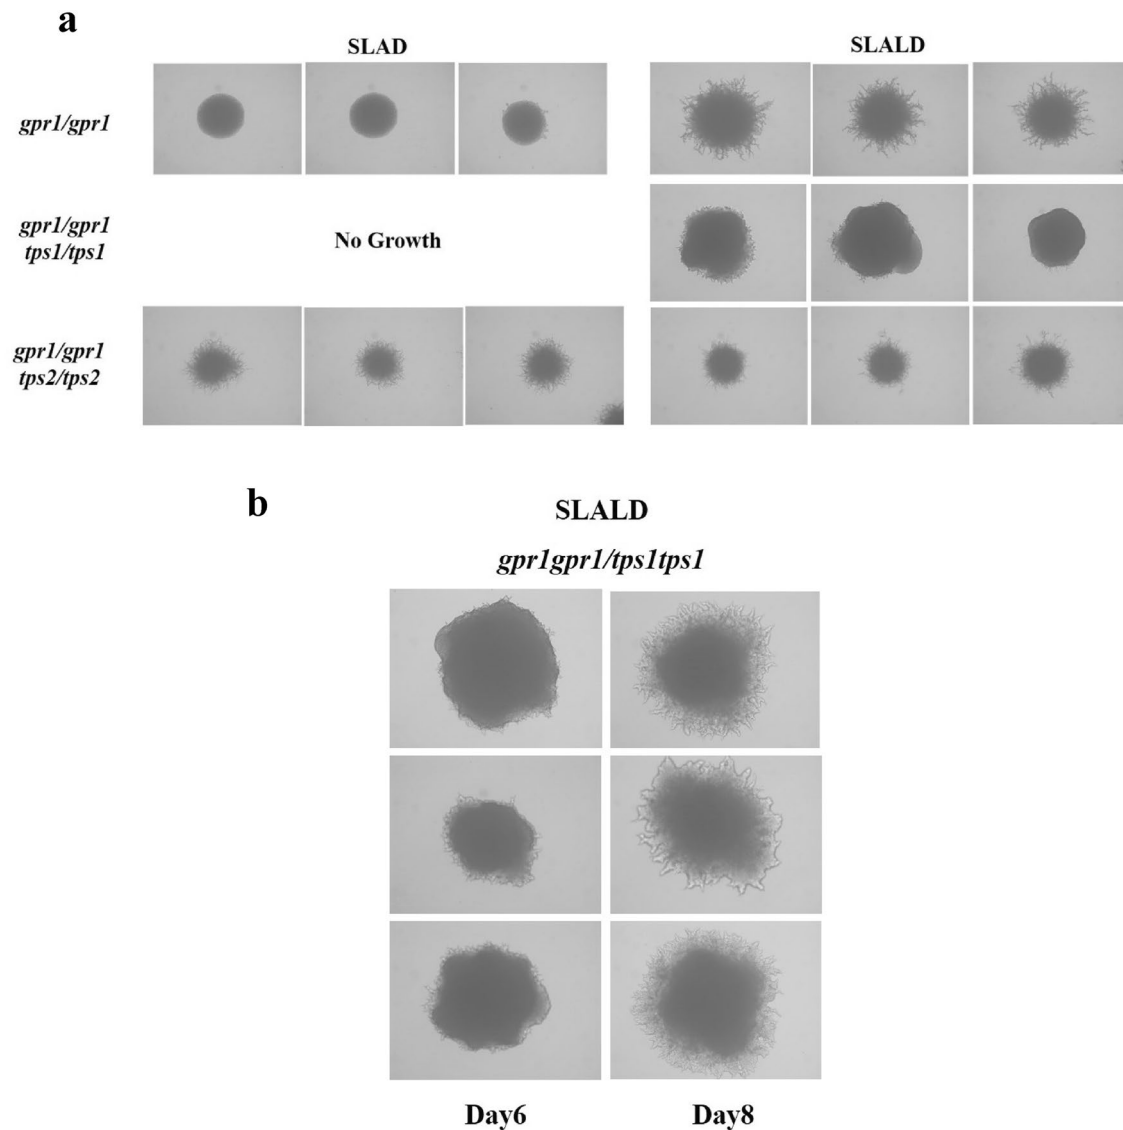 a
SLAD
SLALD
gpr1/gpr1
gpr1/gpr1
tps1/tps1
No Growth
gpr1/gpr1
tps2/tps2
b
SLALD
gpr1gpr1/tps1tps1
Day6
Day8